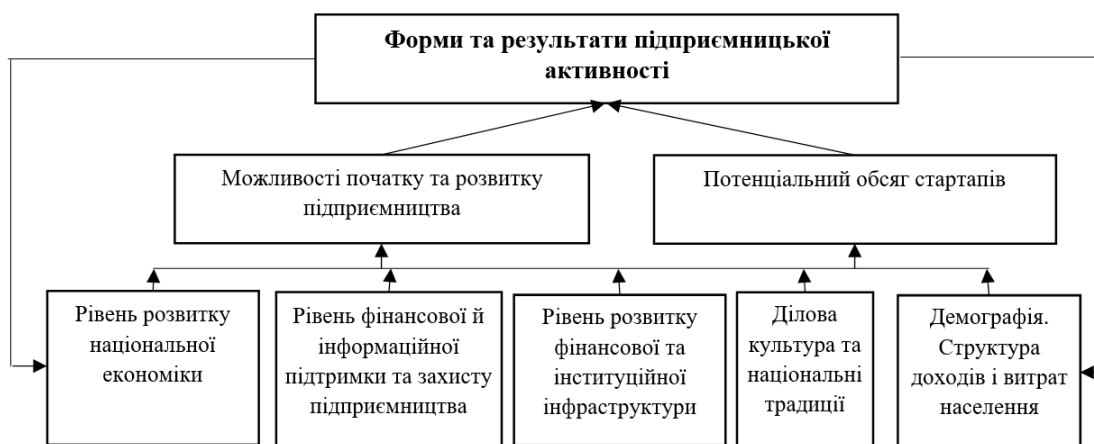 Форми та результати підприємницької
активності
Можливості початку та розвитку
підприємництва
Потенціальний обсяг стартапів
Рівень розвитку
національної
економіки
Рівень фінансової й
інформаційної
підтримки та захисту
підприємництва
Рівень розвитку
фінансової та
інституційної
інфраструктури
Ділова
культура та
національні
традиції
Демографія.
Структура
доходів і витрат
населення